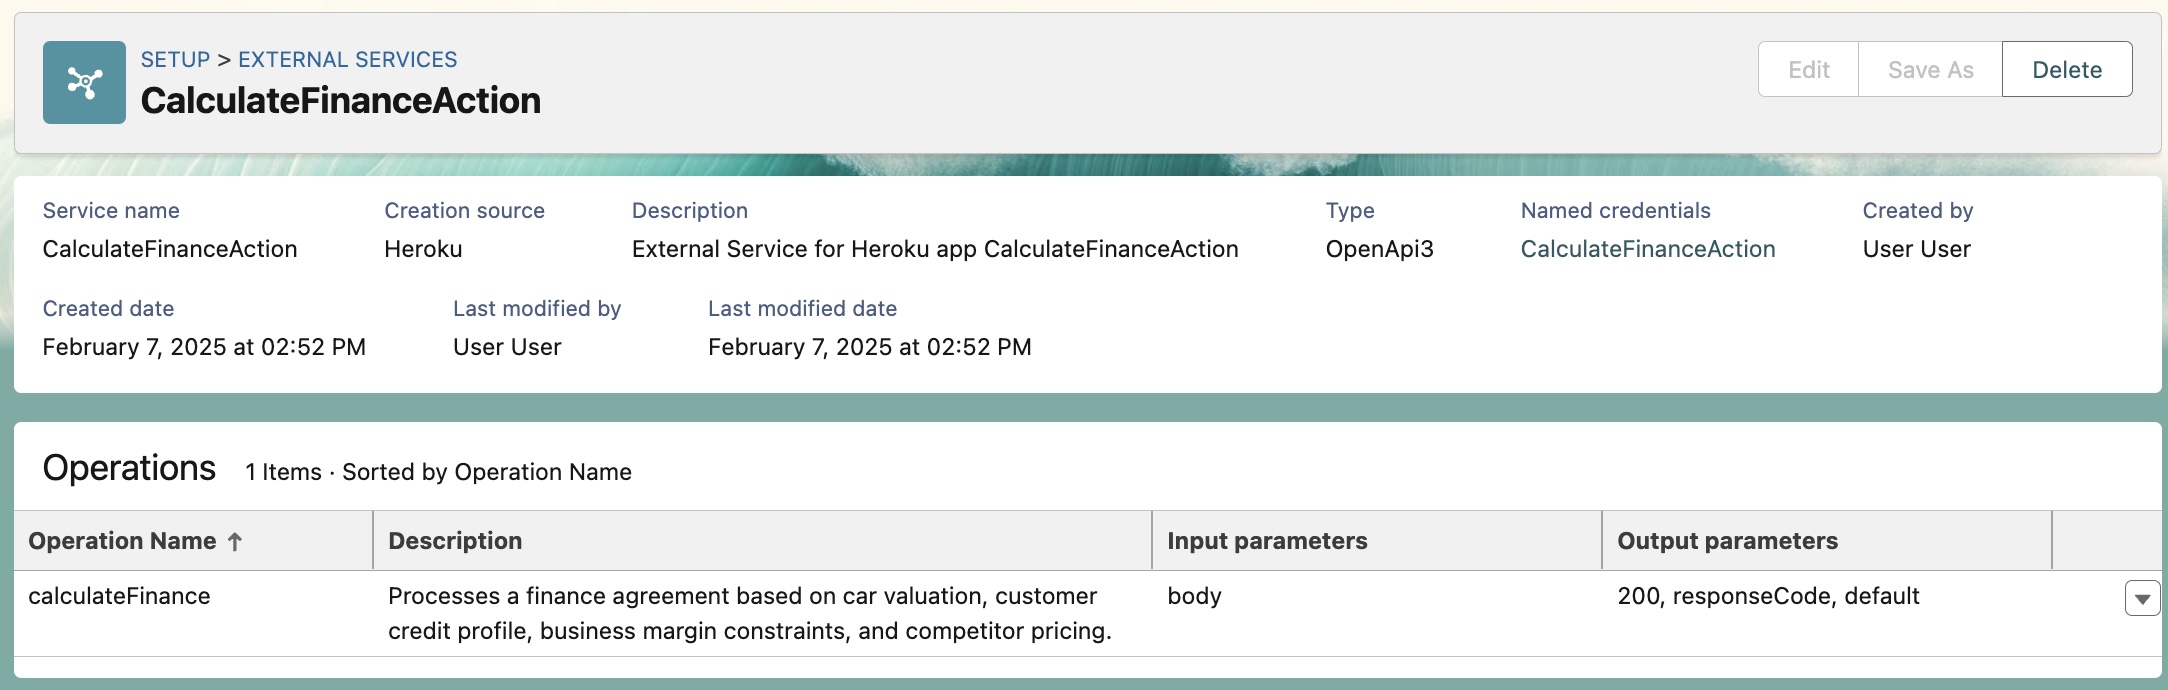 SETUP > EXTERNAL SERVICES
CalculateFinanceAction
Edit
Save As
Delete
Service name
CalculateFinanceAction
Creation source
Heroku
Description
External Service for Heroku app CalculateFinanceAction
Type
OpenApi3
Named credentials
CalculateFinanceAction
Created by
User User
Created date
February 7, 2025 at 02:52 PM
Last modified by
User User
Last modified date
February 7, 2025 at 02:52 PM
Operations 1 Items · Sorted by Operation Name
Operation Name ↑ Description Input parameters Output parameters
calculateFinance
Processes a finance agreement based on car valuation, customer
credit profile, business margin constraints, and competitor pricing.
body
200, responseCode, default